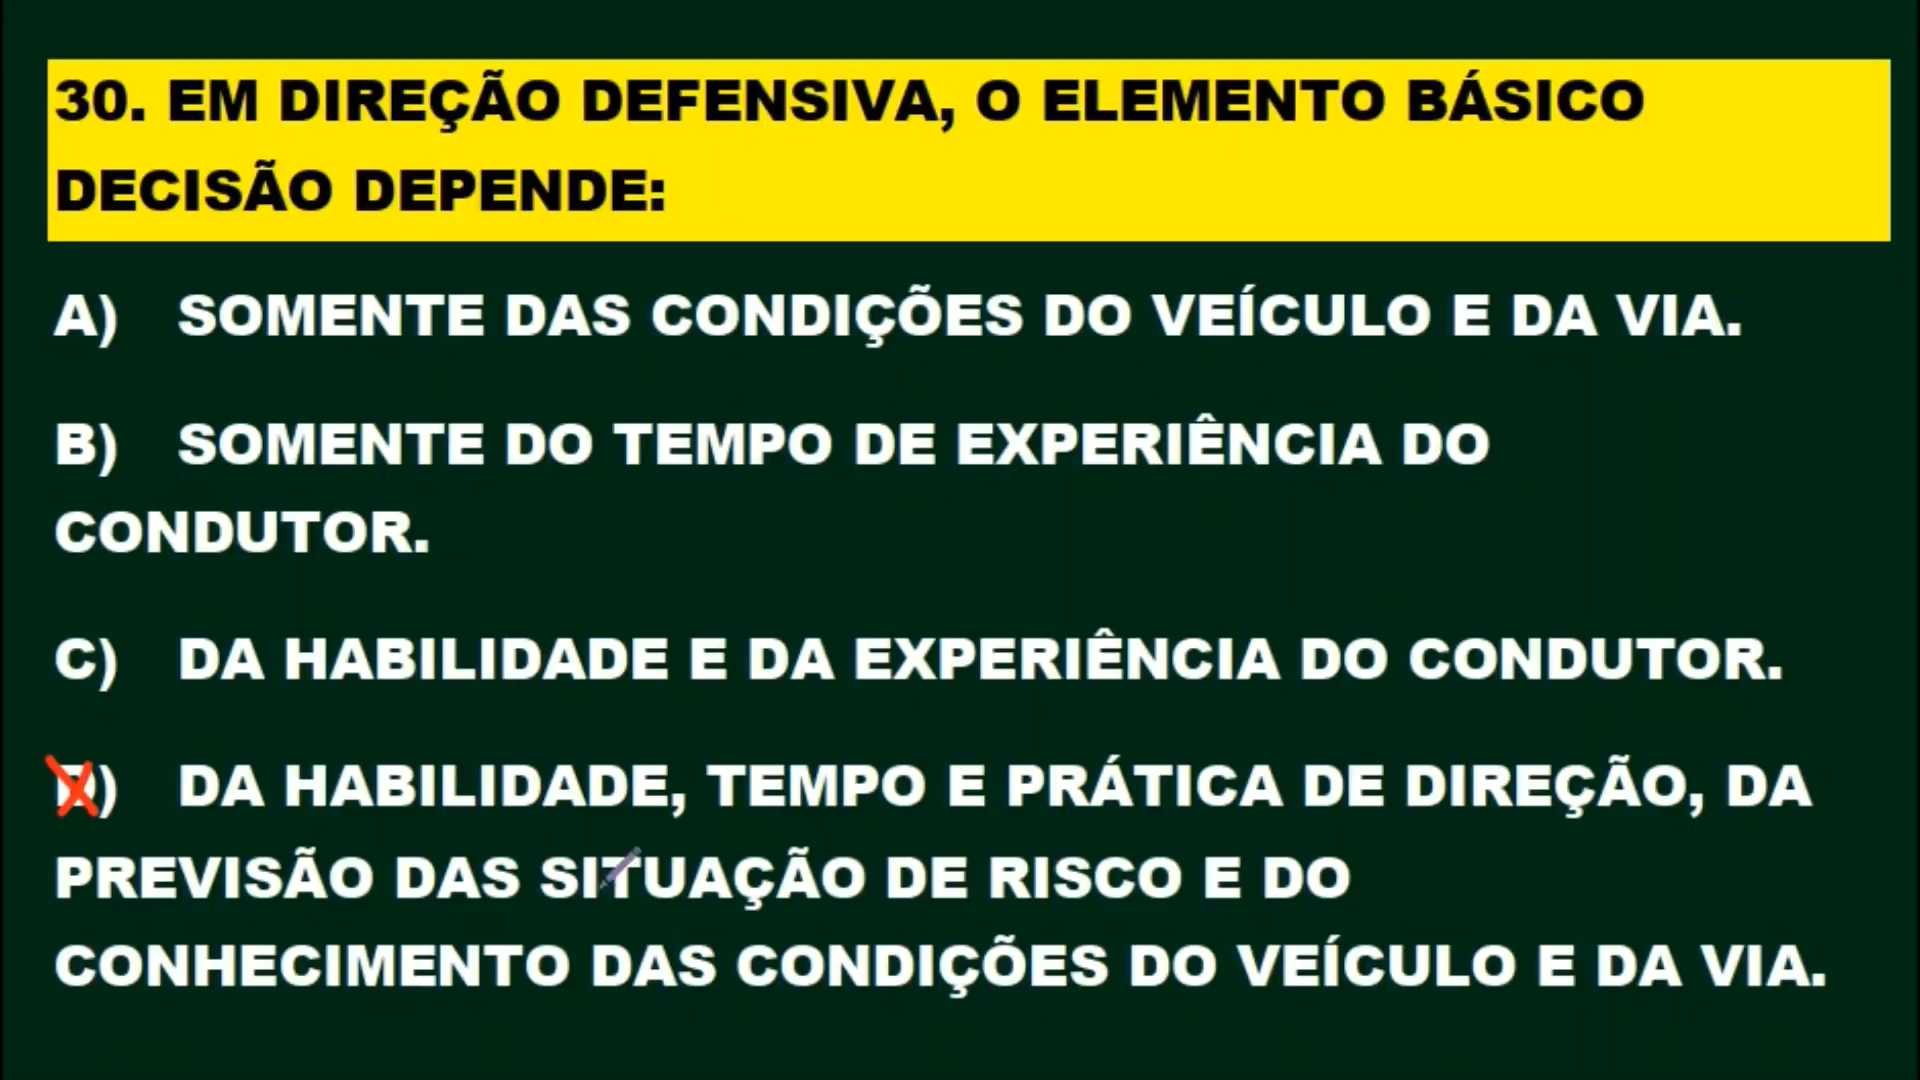 30. EM DIREÇÃO DEFENSIVA, O ELEMENTO BÁSICO
DECISÃO DEPENDE:
A) SOMENTE DAS CONDIÇÕES DO VEÍCULO E DA VIA.
B) SOMENTE DO TEMPO DE EXPERIÊNCIA DO
CONDUTOR.
C) DA HABILIDADE E DA EXPERIÊNCIA DO CONDUTOR.
D) DA HABILIDADE, TEMPO E PRÁTICA DE DIREÇÃO, DA
PREVISÃO DAS SITUAÇÃO DE RISCO E DO
CONHECIMENTO DAS CONDIÇÕES DO VEÍCULO E DA VIA.